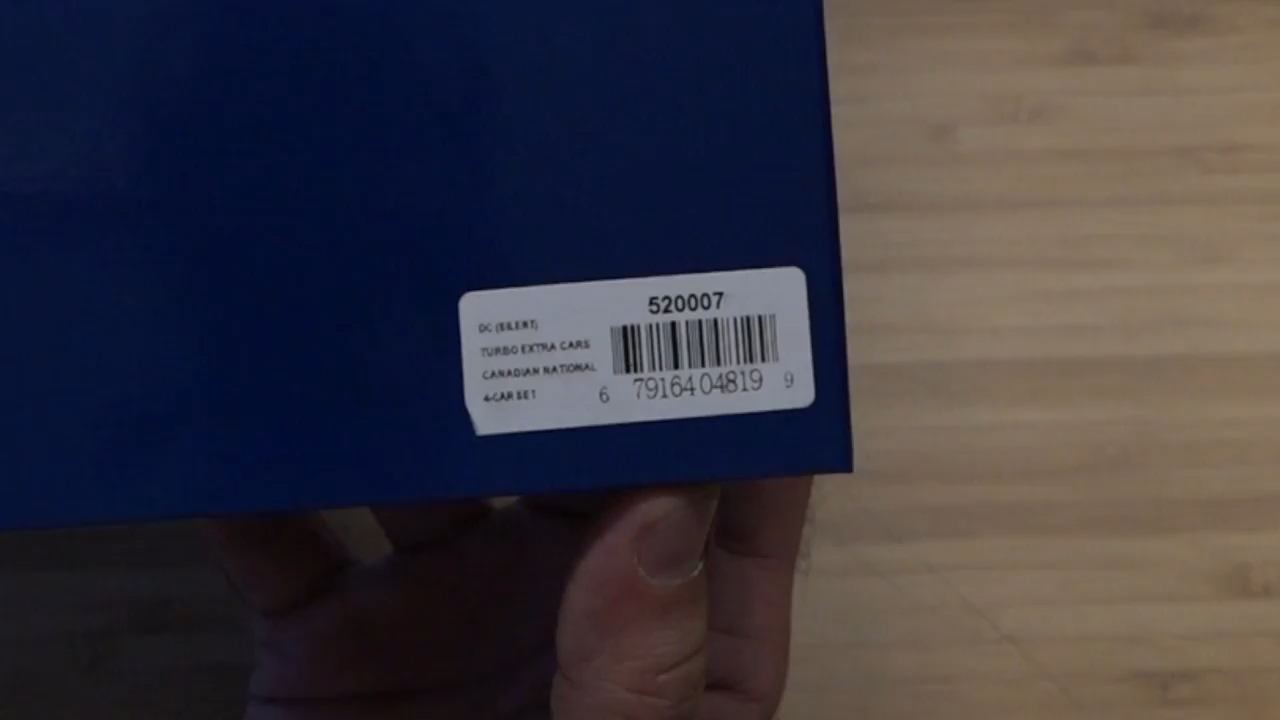 520007
DC (SILENT)
TURBO EXTRA CARS
CANADIAN NATIONAL
4-CAR SET
6 79164 04819 9